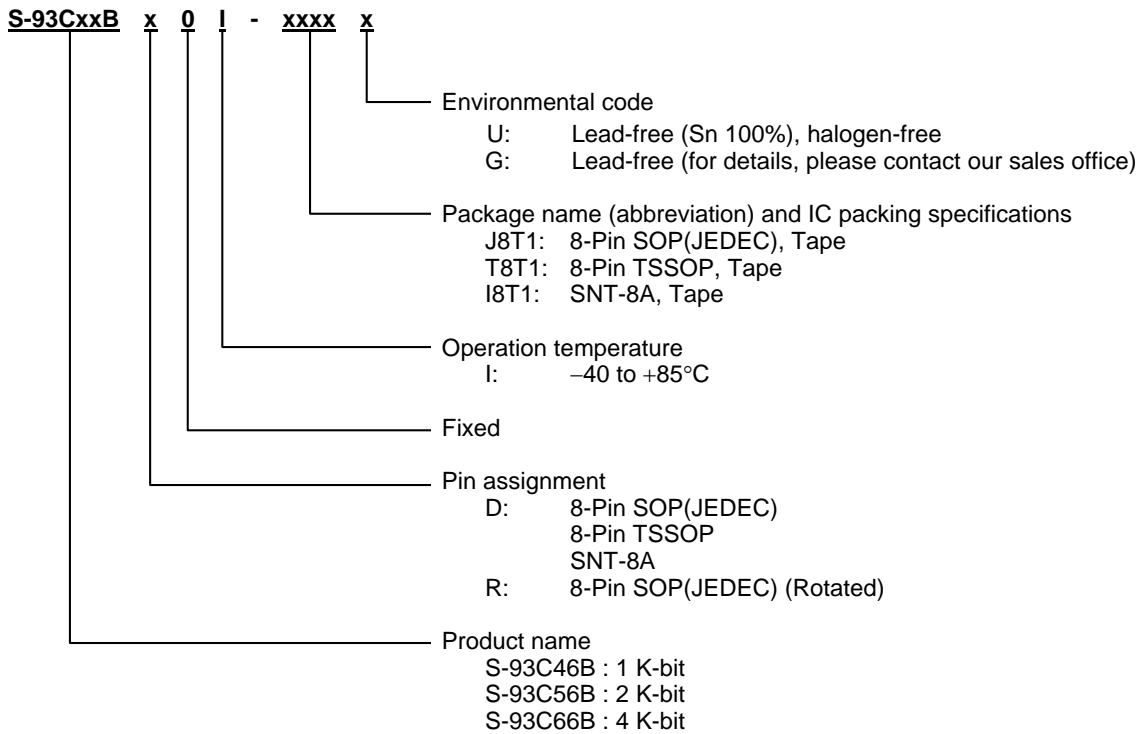 S-93CxxB x 0 I - xxxx x
Environmental code
U: Lead-free (Sn 100%), halogen-free
G: Lead-free (for details, please contact our sales office)
Package name (abbreviation) and IC packing specifications
J8T1: 8-Pin SOP(JEDEC), Tape
T8T1: 8-Pin TSSOP, Tape
I8T1: SNT-8A, Tape
Operation temperature
I: −40 to +85°C
Fixed
Pin assignment
D: 8-Pin SOP(JEDEC)
8-Pin TSSOP
SNT-8A
R: 8-Pin SOP(JEDEC) (Rotated)
Product name
S-93C46B : 1 K-bit
S-93C56B : 2 K-bit
S-93C66B : 4 K-bit